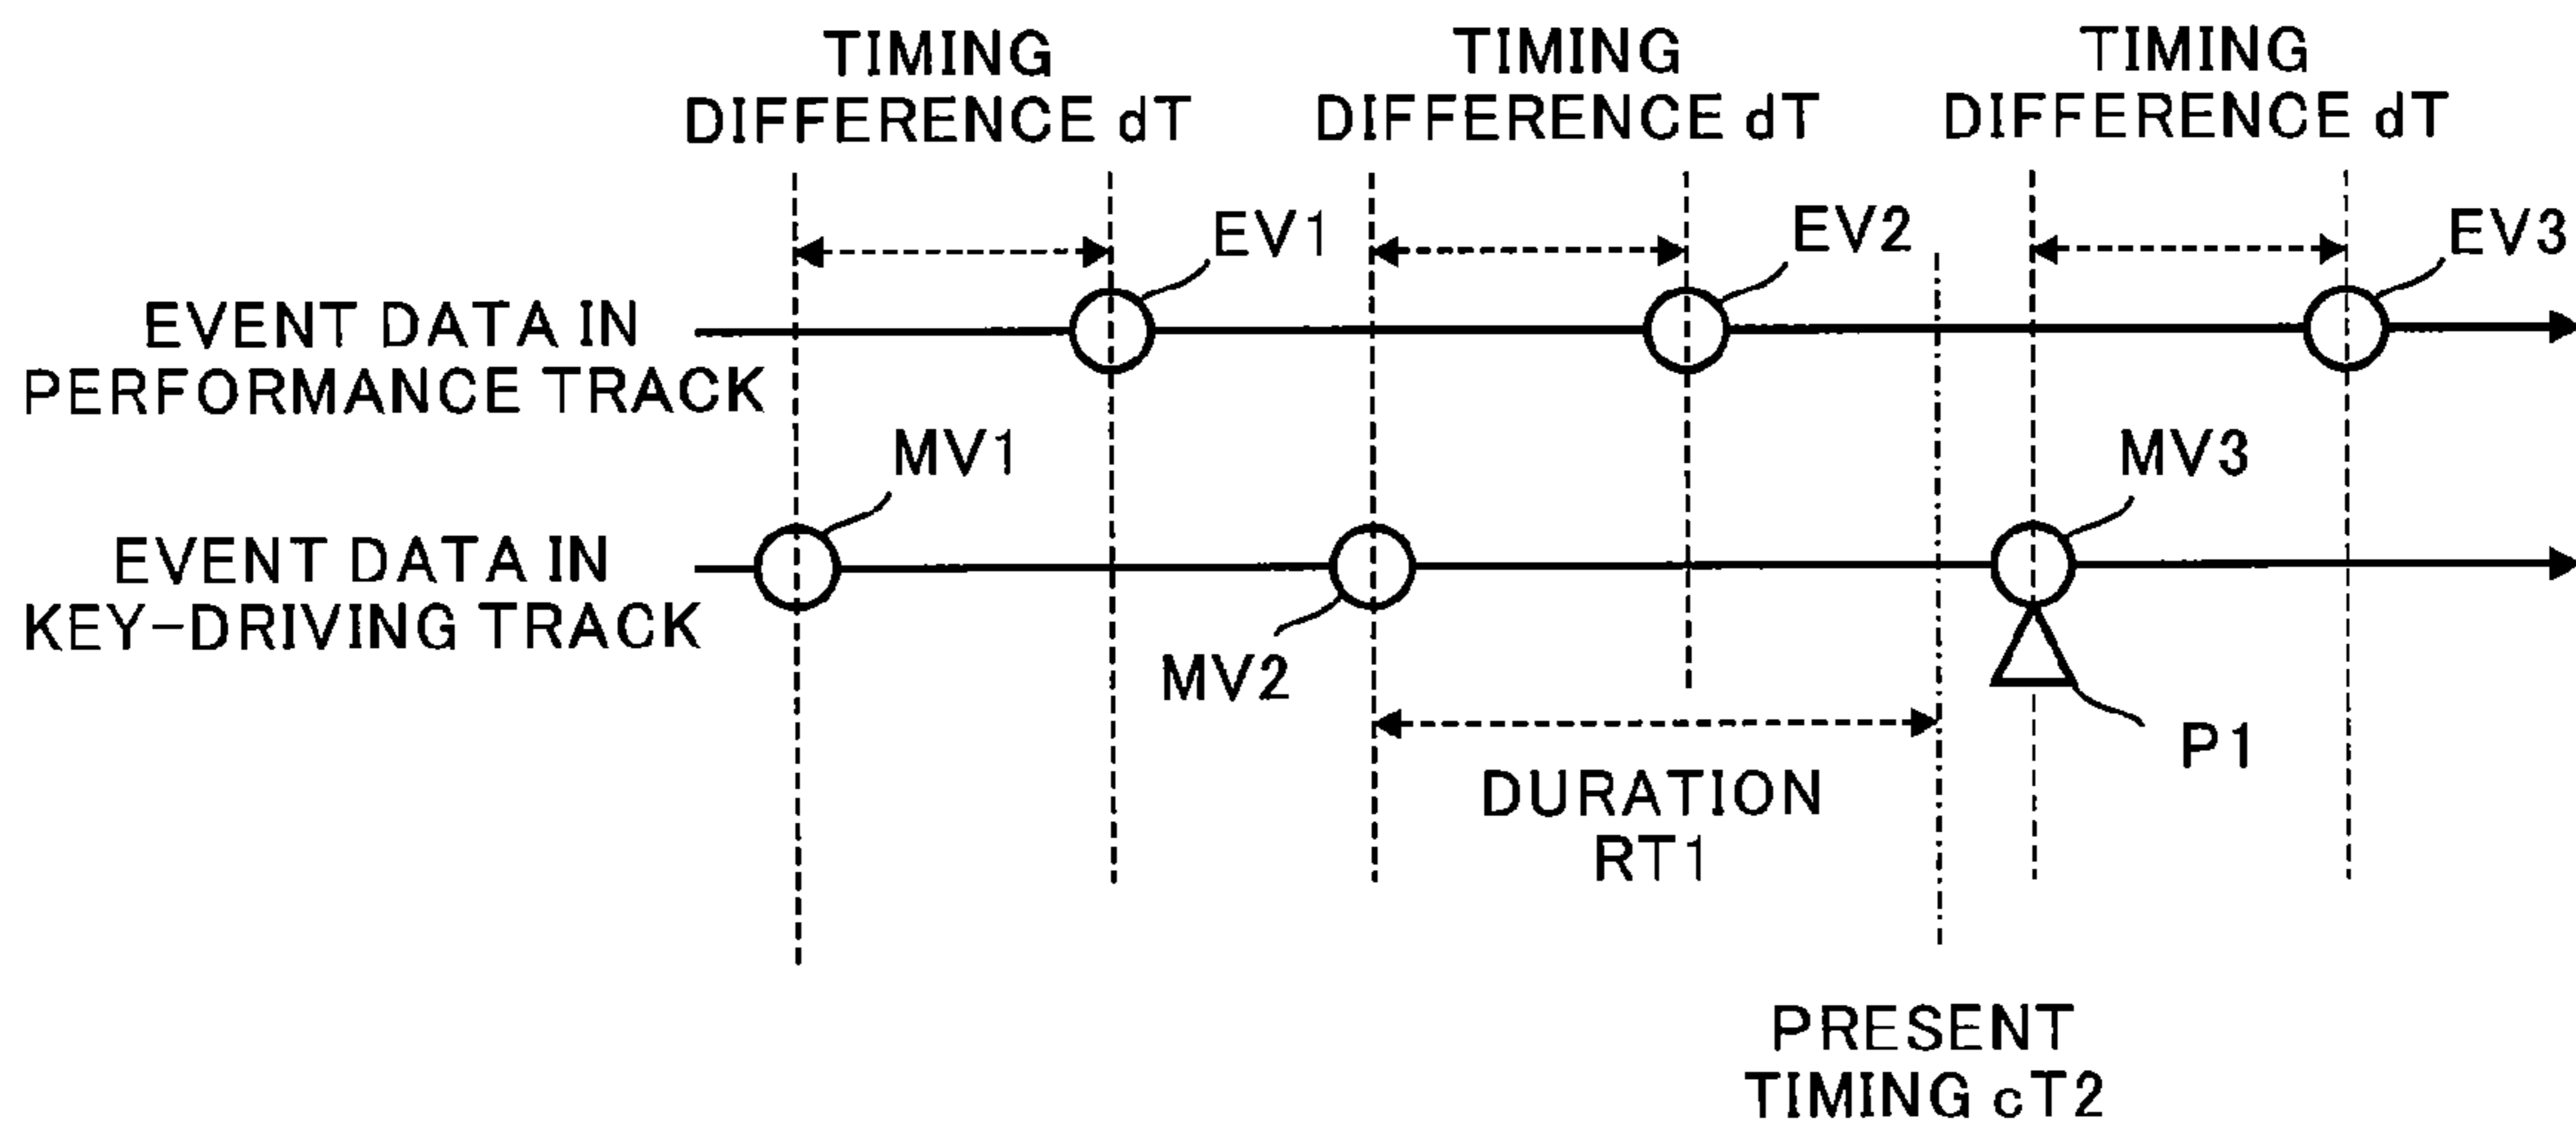 TIMING
DIFFERENCE dT
TIMING
DIFFERENCE dT
TIMING
DIFFERENCE dT
EV1
EV2
EV3
EVENT DATA IN
PERFORMANCE TRACK
MV1
MV3
EVENT DATA IN
KEY-DRIVING TRACK
MV2
P1
DURATION
RT1
PRESENT
TIMING cT2